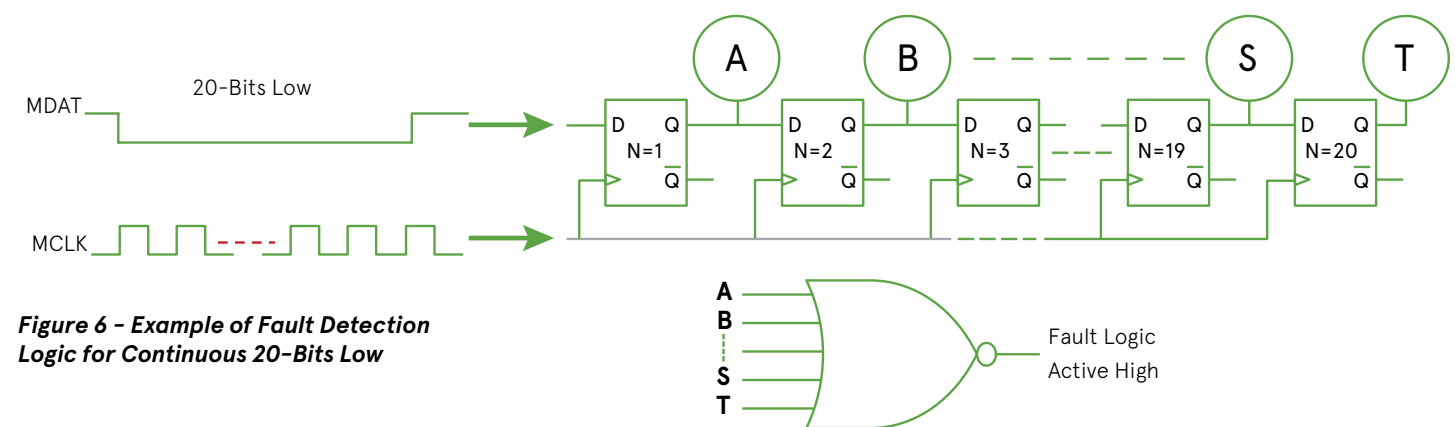 A B S T
20-Bits Low
MDAT
D Q D Q D Q D Q D Q
N=1 N=2 N=3 N=19 N=20
Q Q Q Q Q
MCLK
A
B
S
T
Fault Logic
Active High
Figure 6 - Example of Fault Detection
Logic for Continuous 20-Bits Low